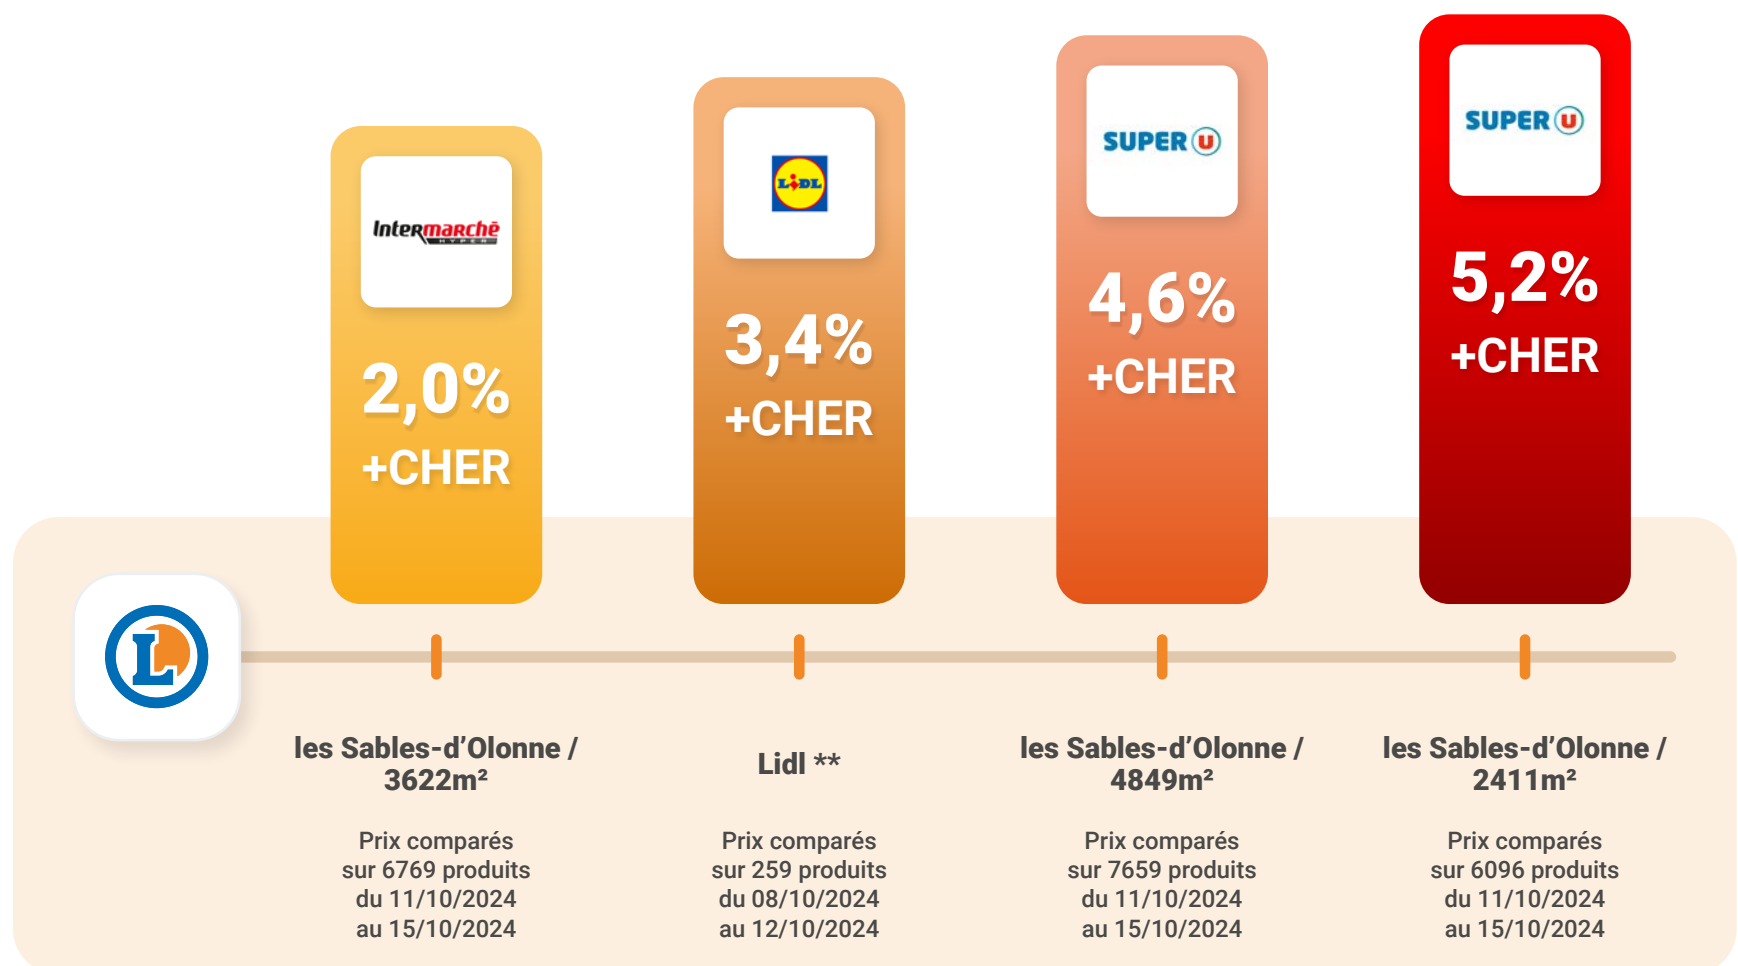 Intermarché
HYPER
2,0%
+CHER
LIDL
3,4%
+CHER
SUPER U
4,6%
+CHER
SUPER U
5,2%
+CHER
L
les Sables-d’Olonne /
3622m²
Prix comparés
sur 6769 produits
du 11/10/2024
au 15/10/2024
Lidl **
Prix comparés
sur 259 produits
du 08/10/2024
au 12/10/2024
les Sables-d’Olonne /
4849m²
Prix comparés
sur 7659 produits
du 11/10/2024
au 15/10/2024
les Sables-d’Olonne /
2411m²
Prix comparés
sur 6096 produits
du 11/10/2024
au 15/10/2024